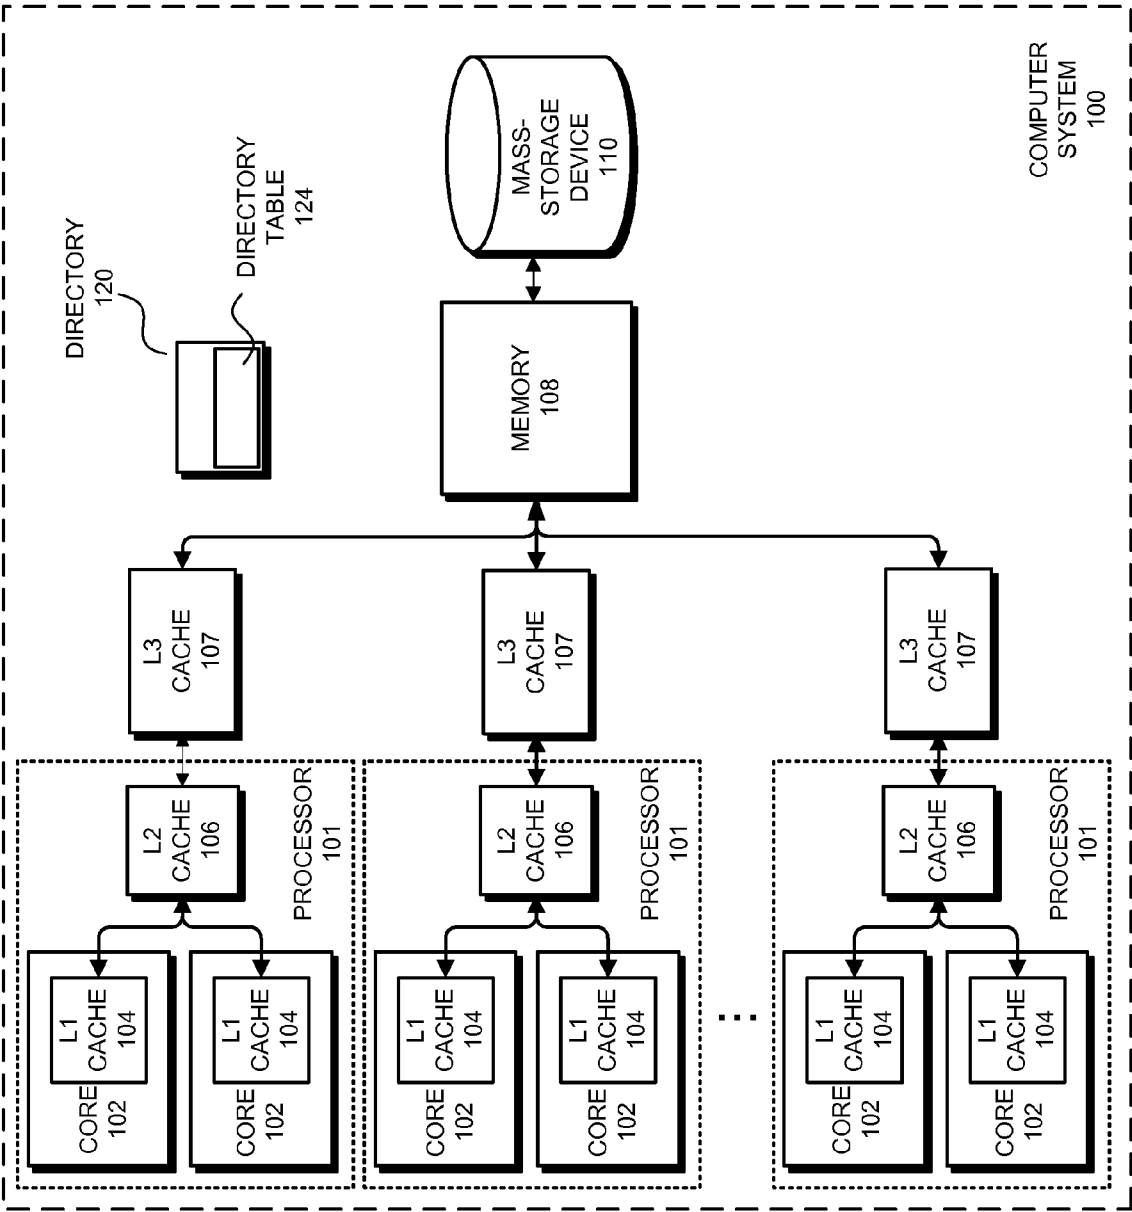 COMPUTER
SYSTEM
100
DIRECTORY
120
DIRECTORY
TABLE
124
MASS-
STORAGE
DEVICE
110
MEMORY
108
L3
CACHE
107
L3
CACHE
107
L3
CACHE
107
L2
CACHE
106
PROCESSOR
101
L2
CACHE
106
PROCESSOR
101
L2
CACHE
106
PROCESSOR
101
L1
CACHE
104
CORE
102
L1
CACHE
104
CORE
102
L1
CACHE
104
CORE
102
L1
CACHE
104
CORE
102
...
L1
CACHE
104
CORE
102
L1
CACHE
104
CORE
102